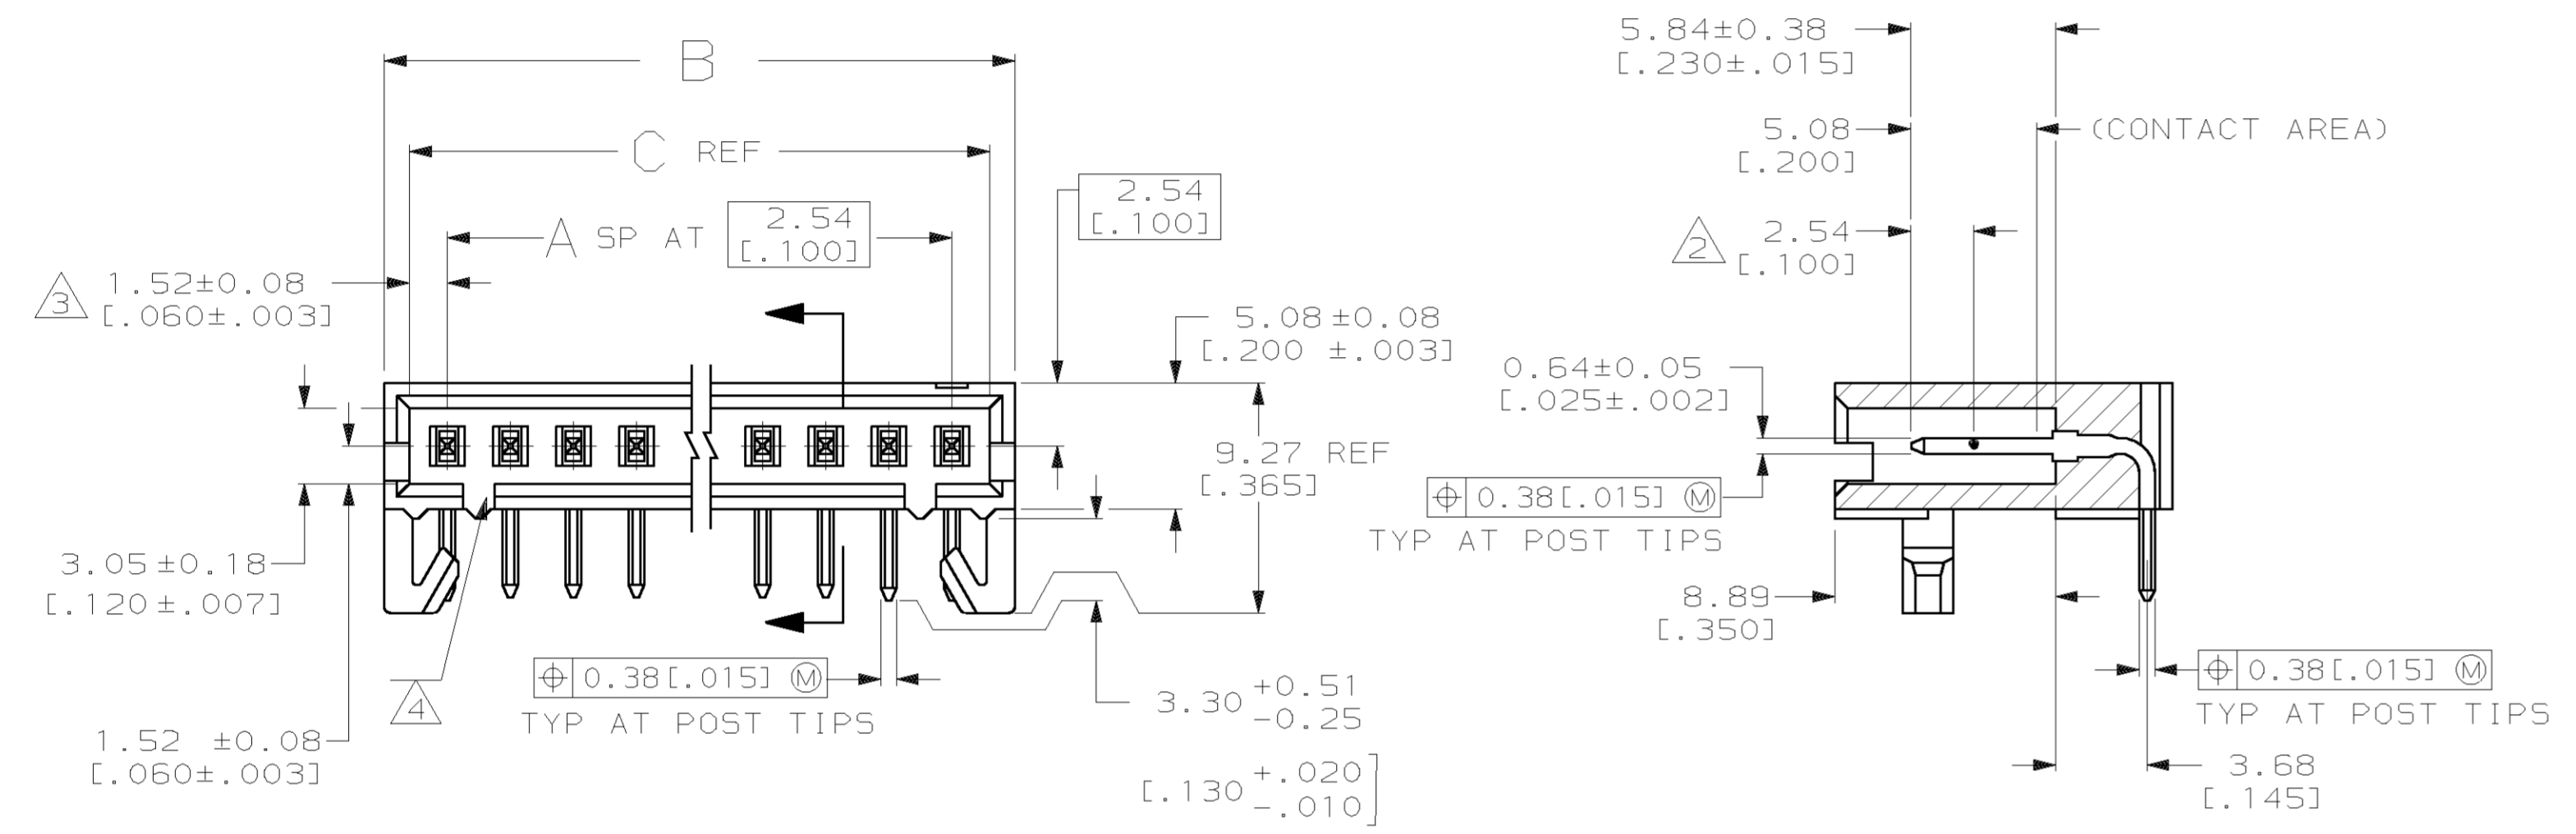 B
C REF
A SP AT
2.54
[.100]
2.54
[.100]
3
1.52±0.08
[.060±.003]
5.08±0.08
[.200 ±.003]
9.27 REF
[.365]
3.05±0.18
[.120±.007]
4
1.52 ±0.08
[.060±.003]
⌖ 0.38[.015] Ⓜ
TYP AT POST TIPS
3.30 +0.51
-0.25
[.130 +.020
-.010]
5.84±0.38
[.230±.015]
5.08
[.200]
(CONTACT AREA)
2
2.54
[.100]
0.64±0.05
[.025±.002]
⌖ 0.38[.015] Ⓜ
TYP AT POST TIPS
8.89
[.350]
⌖ 0.38[.015] Ⓜ
TYP AT POST TIPS
3.68
[.145]